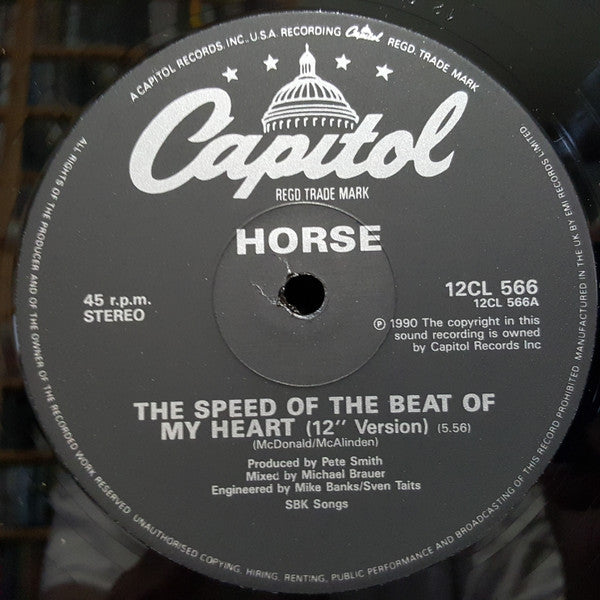 A CAPITOL RECORDS, INC., U.S.A. RECORDING Capitol REGD. TRADE MARK
Capitol
REGD TRADE MARK
HORSE
45 r.p.m.
STEREO
12CL 566
12CL 566A
Ⓟ 1990 The copyright in this
sound recording is owned
by Capitol Records Inc
THE SPEED OF THE BEAT OF
MY HEART (12" Version) (5.56)
(McDonald/McAlinden)
Produced by Pete Smith
Mixed by Michael Brauer
Engineered by Mike Banks/Sven Taits
SBK Songs
ALL RIGHTS OF THE PRODUCER AND OF THE OWNER OF THE RECORDED WORK RESERVED. UNAUTHORISED COPYING, HIRING, RENTING, PUBLIC PERFORMANCE AND BROADCASTING OF THIS RECORD PROHIBITED. MANUFACTURED IN THE UK BY EMI RECORDS LIMITED